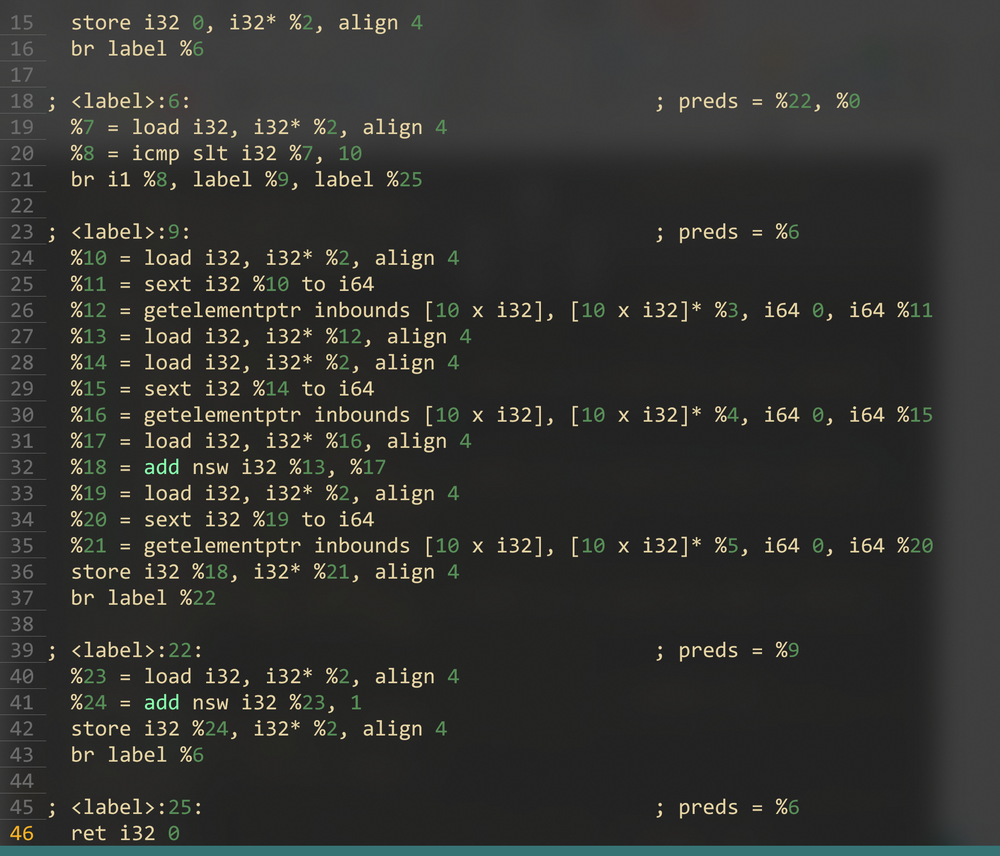 15 store i32 0, i32* %2, align 4
16 br label %6
17
18 ; <label>:6: ; preds = %22, %0
19 %7 = load i32, i32* %2, align 4
20 %8 = icmp slt i32 %7, 10
21 br i1 %8, label %9, label %25
22
23 ; <label>:9: ; preds = %6
24 %10 = load i32, i32* %2, align 4
25 %11 = sext i32 %10 to i64
26 %12 = getelementptr inbounds [10 x i32], [10 x i32]* %3, i64 0, i64 %11
27 %13 = load i32, i32* %12, align 4
28 %14 = load i32, i32* %2, align 4
29 %15 = sext i32 %14 to i64
30 %16 = getelementptr inbounds [10 x i32], [10 x i32]* %4, i64 0, i64 %15
31 %17 = load i32, i32* %16, align 4
32 %18 = add nsw i32 %13, %17
33 %19 = load i32, i32* %2, align 4
34 %20 = sext i32 %19 to i64
35 %21 = getelementptr inbounds [10 x i32], [10 x i32]* %5, i64 0, i64 %20
36 store i32 %18, i32* %21, align 4
37 br label %22
38
39 ; <label>:22: ; preds = %9
40 %23 = load i32, i32* %2, align 4
41 %24 = add nsw i32 %23, 1
42 store i32 %24, i32* %2, align 4
43 br label %6
44
45 ; <label>:25: ; preds = %6
46 ret i32 0